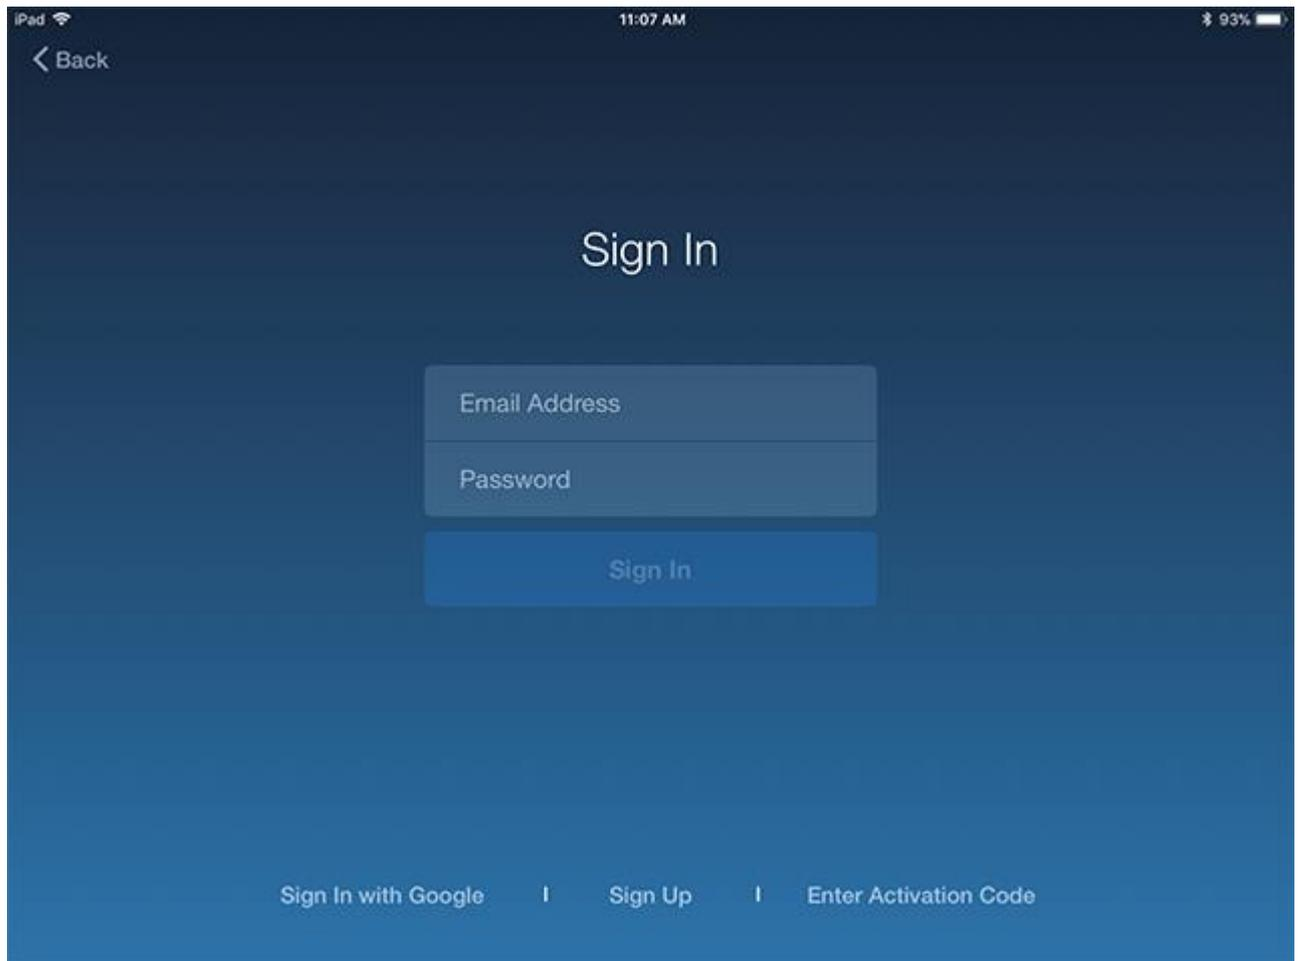 iPad 11:07 AM 93%
Back
Sign In
Email Address
Password
Sign In
Sign In with Google | Sign Up | Enter Activation Code